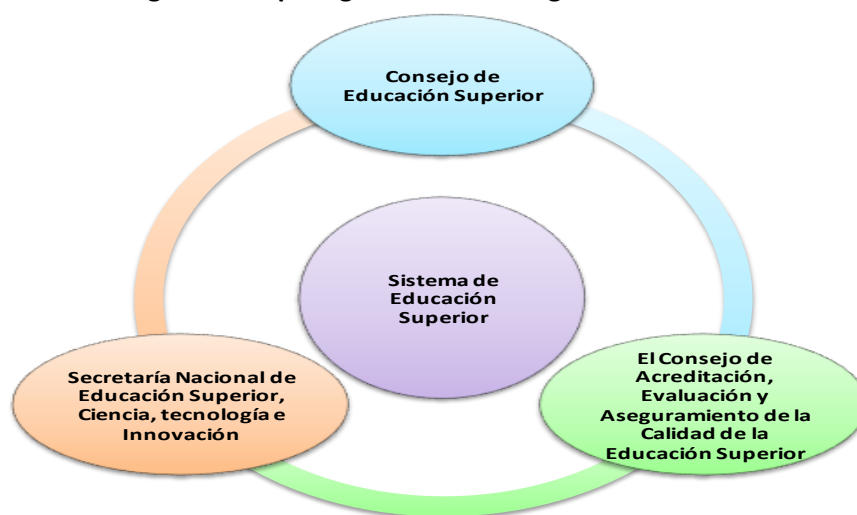 Consejo de
Educación Superior
Sistema de
Educación
Superior
Secretaría Nacional de
Educación Superior,
Ciencia, tecnología e
Innovación
El Consejo de
Acreditación,
Evaluación y
Aseguramiento de la
Calidad de la
Educación Superior